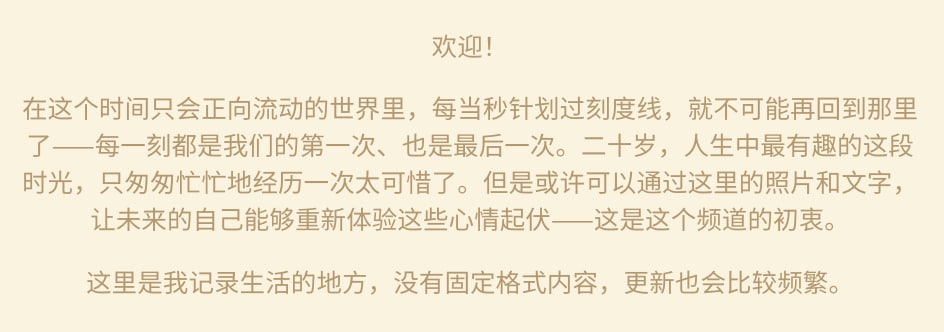 欢迎！
在这个时间只会正向流动的世界里，每当秒针划过刻度线，就不可能再回到那里
了——每一刻都是我们的第一次、也是最后一次。二十岁，人生中最有趣的这段
时光，只匆匆忙忙地经历一次太可惜了。但是或许可以通过这里的照片和文字，
让未来的自己能够重新体验这些心情起伏——这是这个频道的初衷。
这里是我记录生活的地方，没有固定格式内容，更新也会比较频繁。